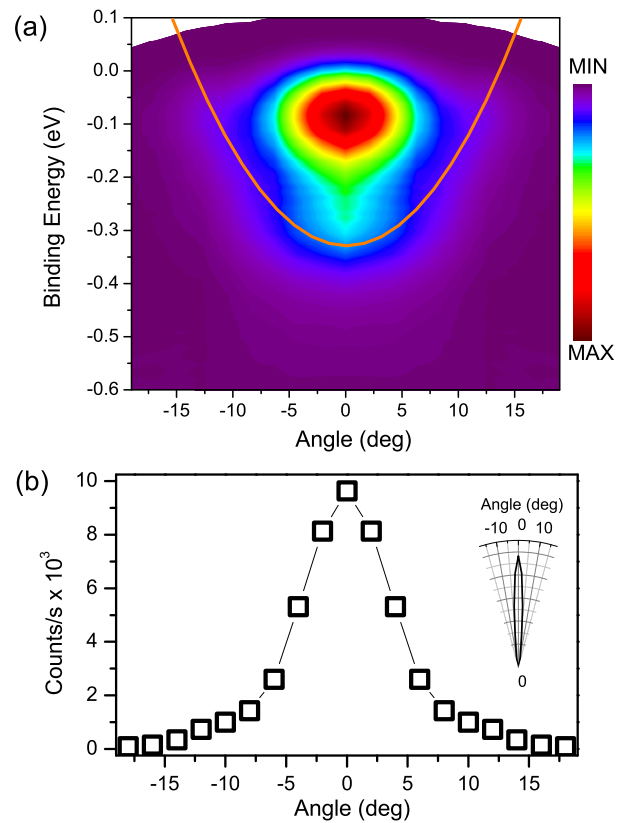 (a)
0.1
0.0
-0.1
-0.2
-0.3
-0.4
-0.5
-0.6
Binding Energy (eV)
-15 -10 -5 0 5 10 15
Angle (deg)
MIN
MAX
(b)
10
8
6
4
2
0
Counts/s x 10³
-15 -10 -5 0 5 10 15
Angle (deg)
Angle (deg)
-10 0 10
0